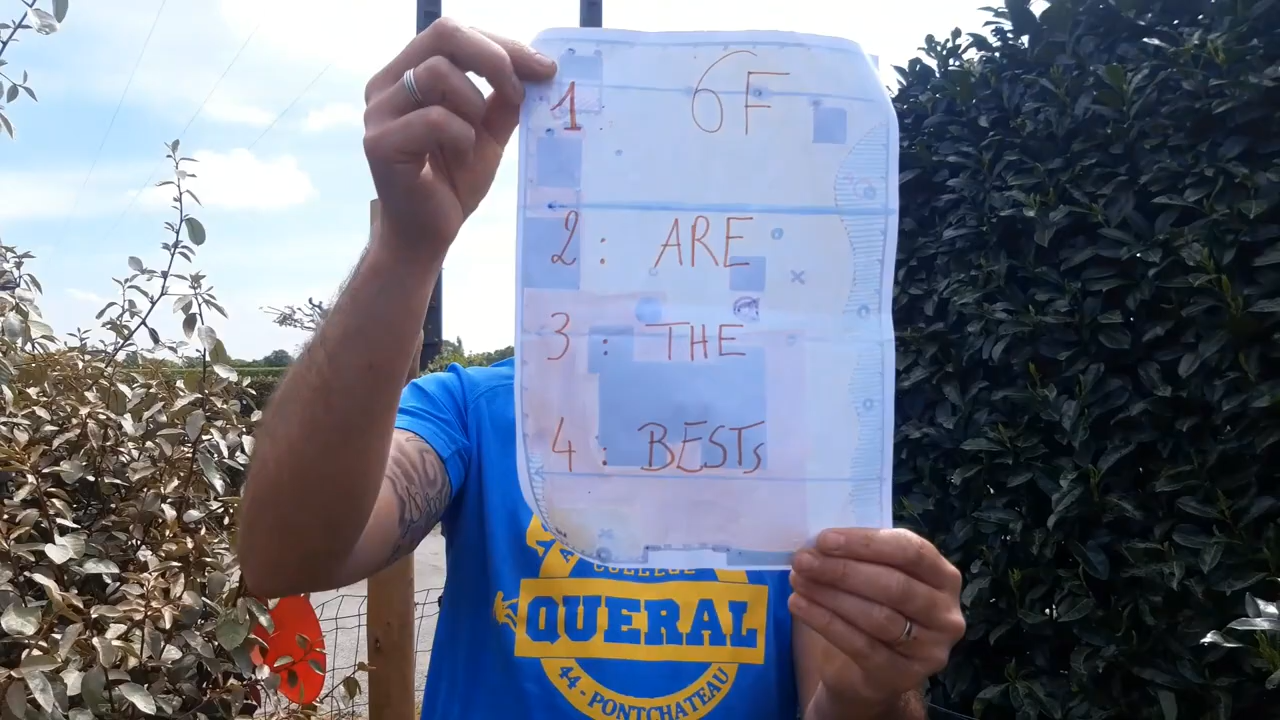 1 : 6F
2 : ARE
3 : THE
4 : BESTs
COLLEGE
QUERAL
44 - PONTCHATEAU